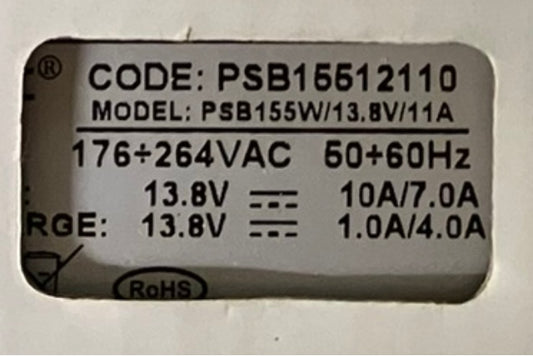 ®
CODE: PSB15512110
MODEL: PSB155W/13.8V/11A
176÷264VAC 50÷60Hz
: 13.8V 10A/7.0A
RGE: 13.8V 1.0A/4.0A
RoHS